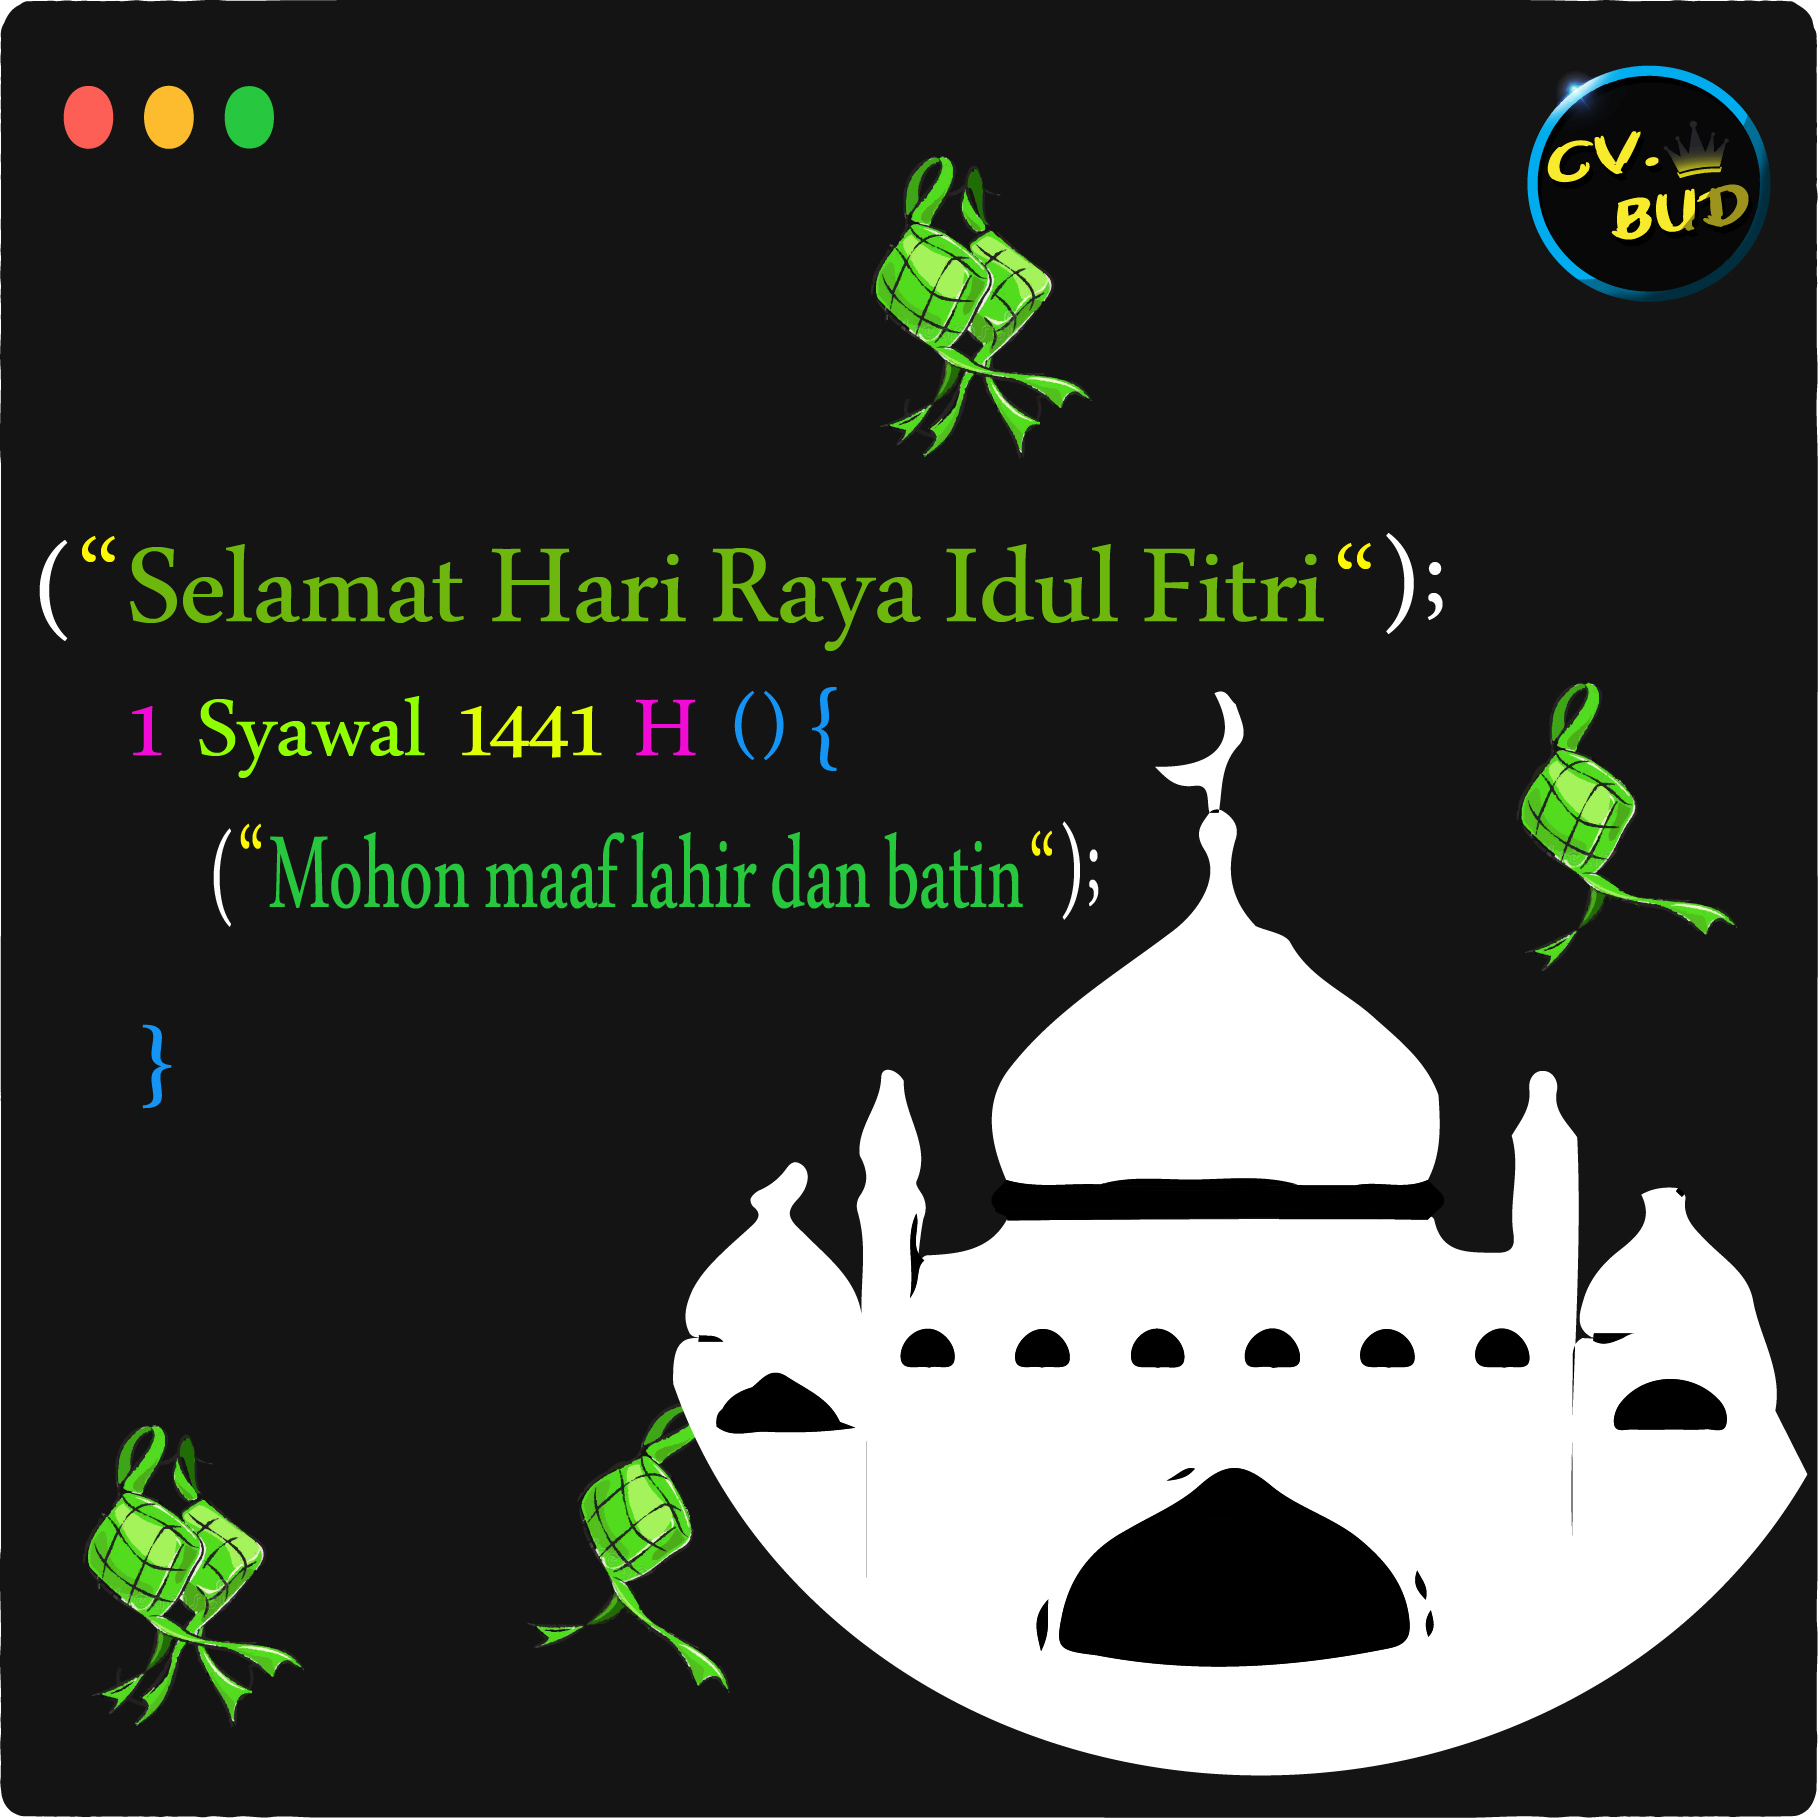 CV.
BUD
(“Selamat Hari Raya Idul Fitri“);
1 Syawal 1441 H () {
(“Mohon maaf lahir dan batin“);
}